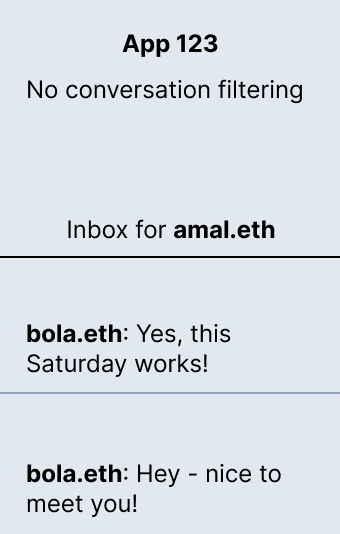 App 123
No conversation filtering
Inbox for amal.eth
bola.eth: Yes, this
Saturday works!
bola.eth: Hey - nice to
meet you!